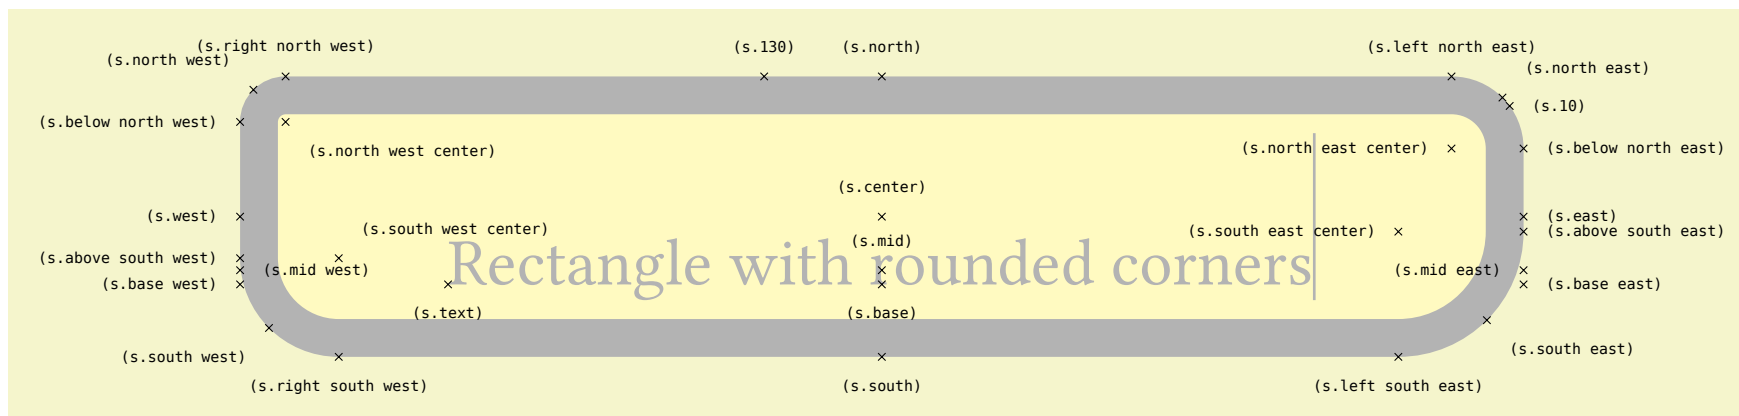 (s.right north west)
(s.130)
(s.north)
(s.left north east)
(s.north west)
(s.north east)
(s.10)
(s.below north west)
(s.north west center)
(s.north east center)
(s.below north east)
(s.center)
(s.west)
(s.east)
(s.south west center)
(s.south east center)
(s.above south east)
(s.mid)
(s.above south west)
Rectangle with rounded corners
(s.mid west)
(s.mid east)
(s.base west)
(s.base east)
(s.text)
(s.base)
(s.south west)
(s.south east)
(s.right south west)
(s.south)
(s.left south east)